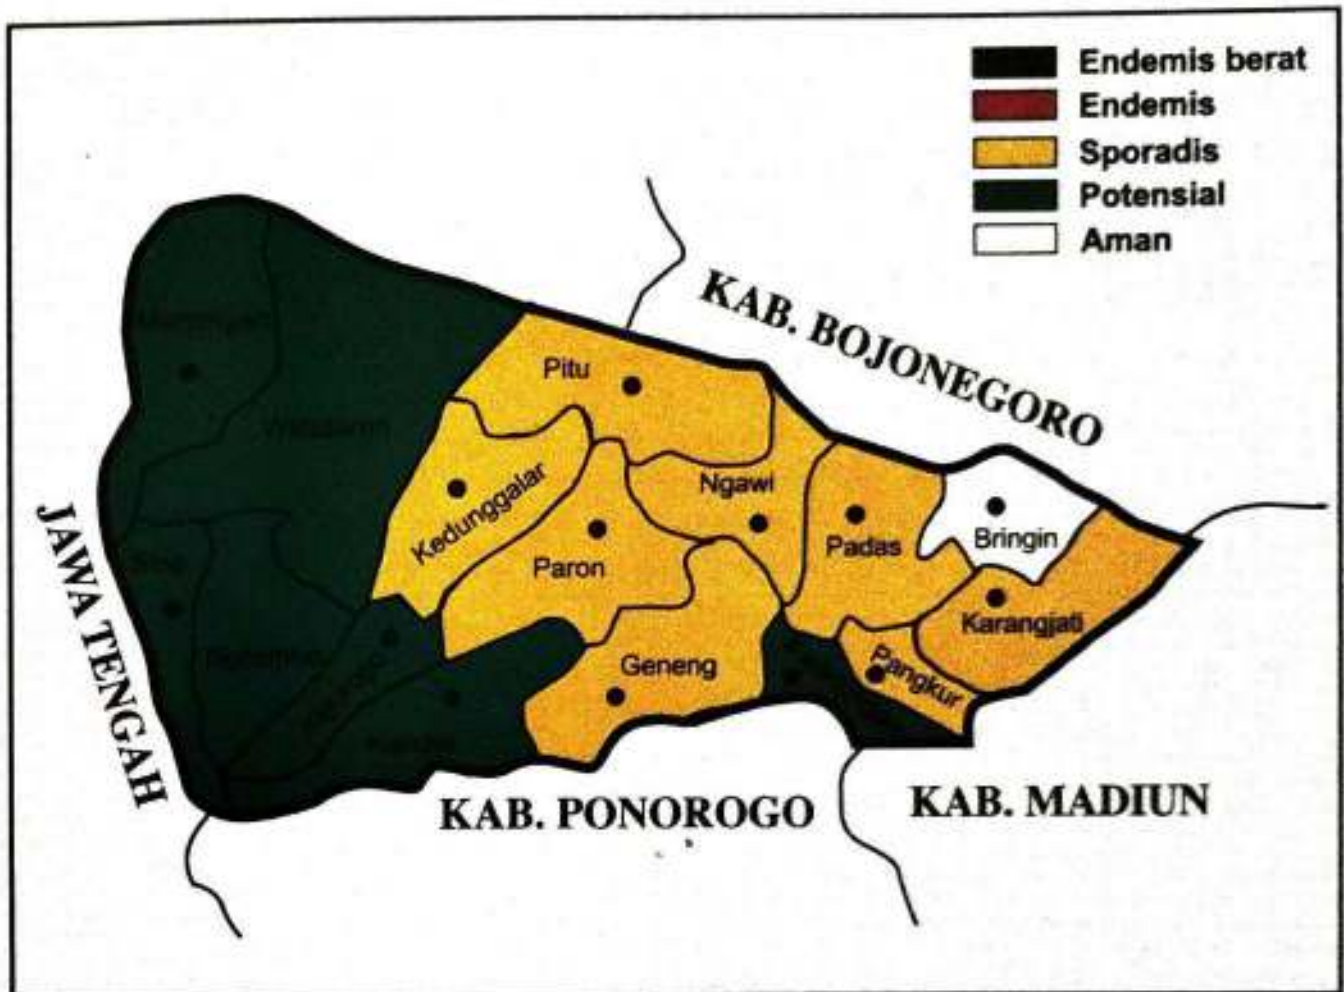 Endemis berat
Endemis
Sporadis
Potensial
Aman
KAB. BOJONEGORO
Pitu
Ngawi
Kedunggalar
Paron
Padas
Bringin
Karangjati
Geneng
Pangkur
JAWA TENGAH
KAB. PONOROGO
KAB. MADIUN